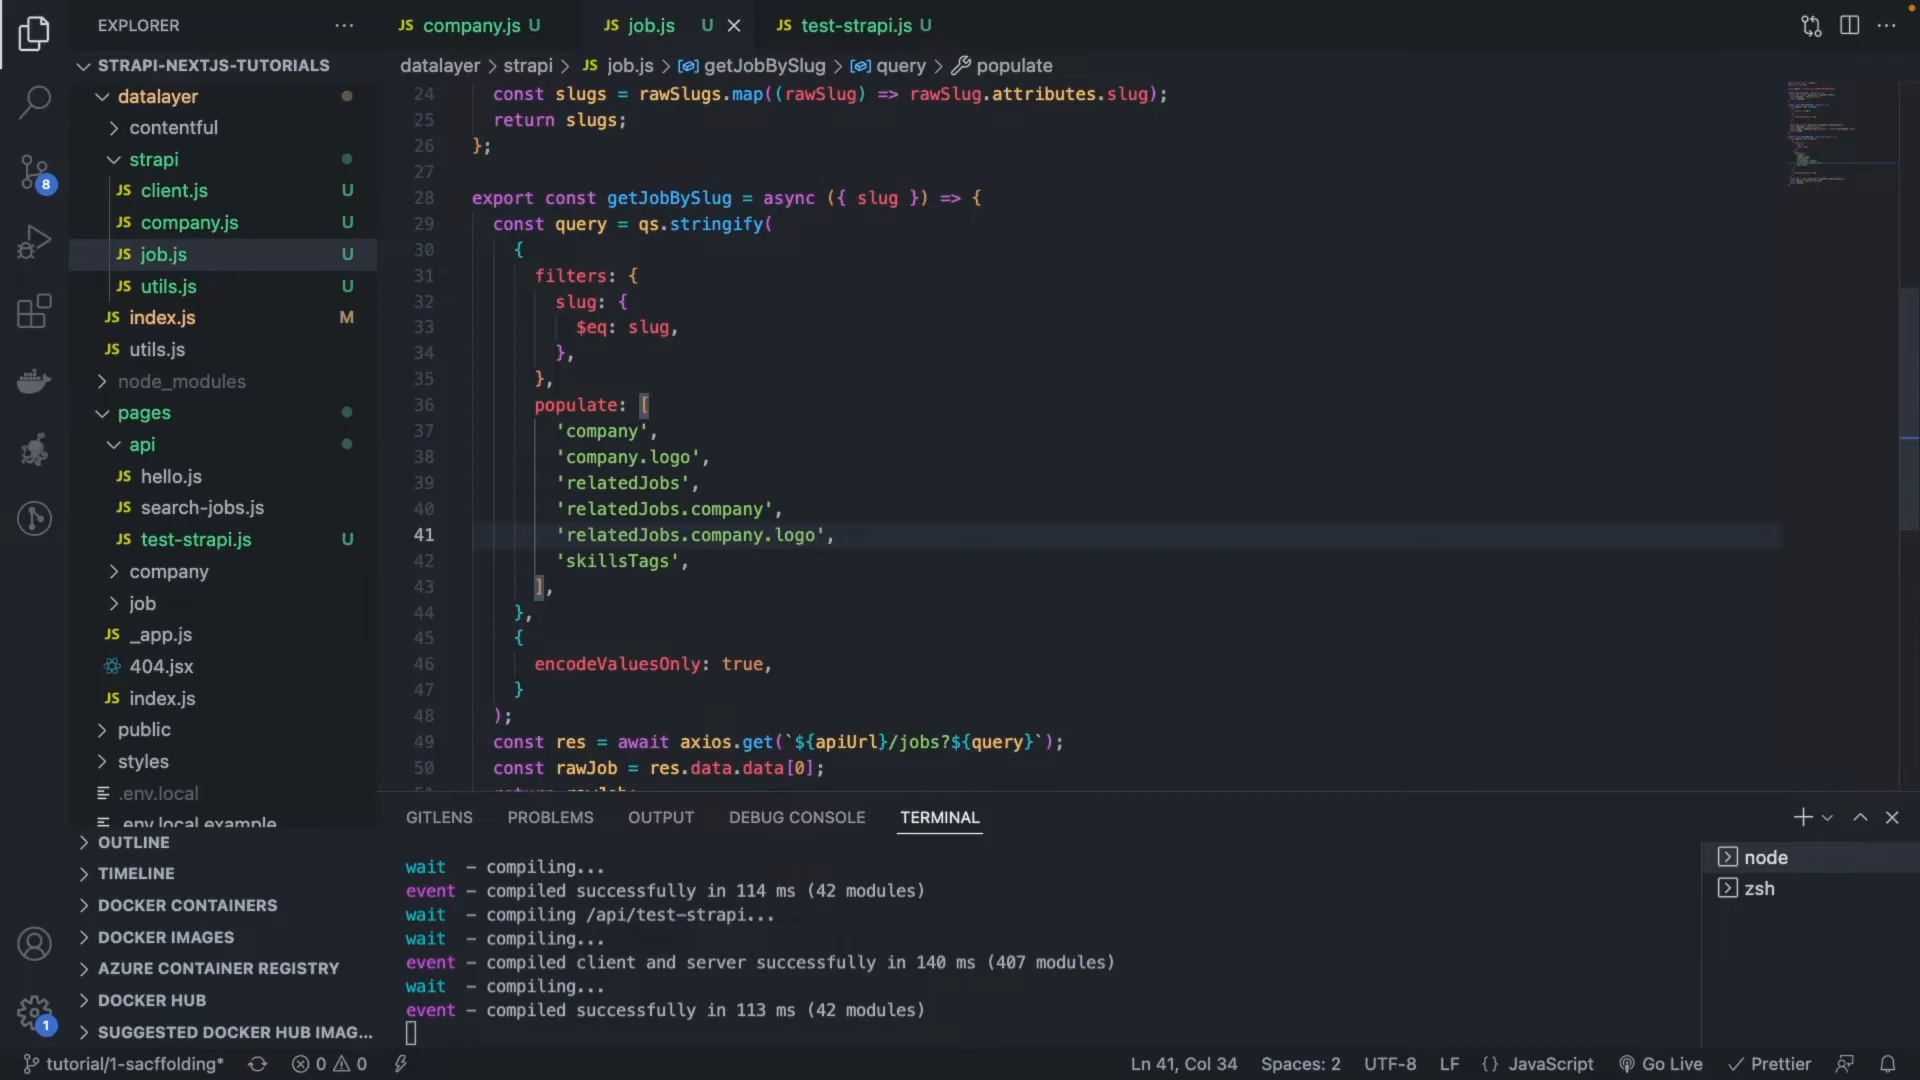 EXPLORER
STRAPI-NEXTJS-TUTORIALS
datalayer
contentful
strapi
JS client.js U
JS company.js U
JS job.js U
JS utils.js U
JS index.js M
JS utils.js
node_modules
pages
api
JS hello.js
JS search-jobs.js
JS test-strapi.js U
company
job
JS _app.js
404.jsx
JS index.js
public
styles
.env.local
.env.local.example
OUTLINE
TIMELINE
DOCKER CONTAINERS
DOCKER IMAGES
AZURE CONTAINER REGISTRY
DOCKER HUB
SUGGESTED DOCKER HUB IMAG...
8
1
JS company.js U
JS job.js U
JS test-strapi.js U
datalayer > strapi > JS job.js > getJobBySlug > query > populate
24 const slugs = rawSlugs.map((rawSlug) => rawSlug.attributes.slug);
25 return slugs;
26 };
27
28 export const getJobBySlug = async ({ slug }) => {
29 const query = qs.stringify(
30 {
31 filters: {
32 slug: {
33 $eq: slug,
34 },
35 },
36 populate: [
37 'company',
38 'company.logo',
39 'relatedJobs',
40 'relatedJobs.company',
41 'relatedJobs.company.logo',
42 'skillsTags',
43 ],
44 },
45 {
46 encodeValuesOnly: true,
47 }
48 );
49 const res = await axios.get(`${apiUrl}/jobs?${query}`);
50 const rawJob = res.data.data[0];
GITLENS PROBLEMS OUTPUT DEBUG CONSOLE TERMINAL
wait – compiling...
event – compiled successfully in 114 ms (42 modules)
wait – compiling /api/test-strapi...
wait – compiling...
event – compiled client and server successfully in 140 ms (407 modules)
wait – compiling...
event – compiled successfully in 113 ms (42 modules)
node
zsh
tutorial/1-sacffolding* 0 0 Ln 41, Col 34 Spaces: 2 UTF-8 LF {} JavaScript Go Live Prettier